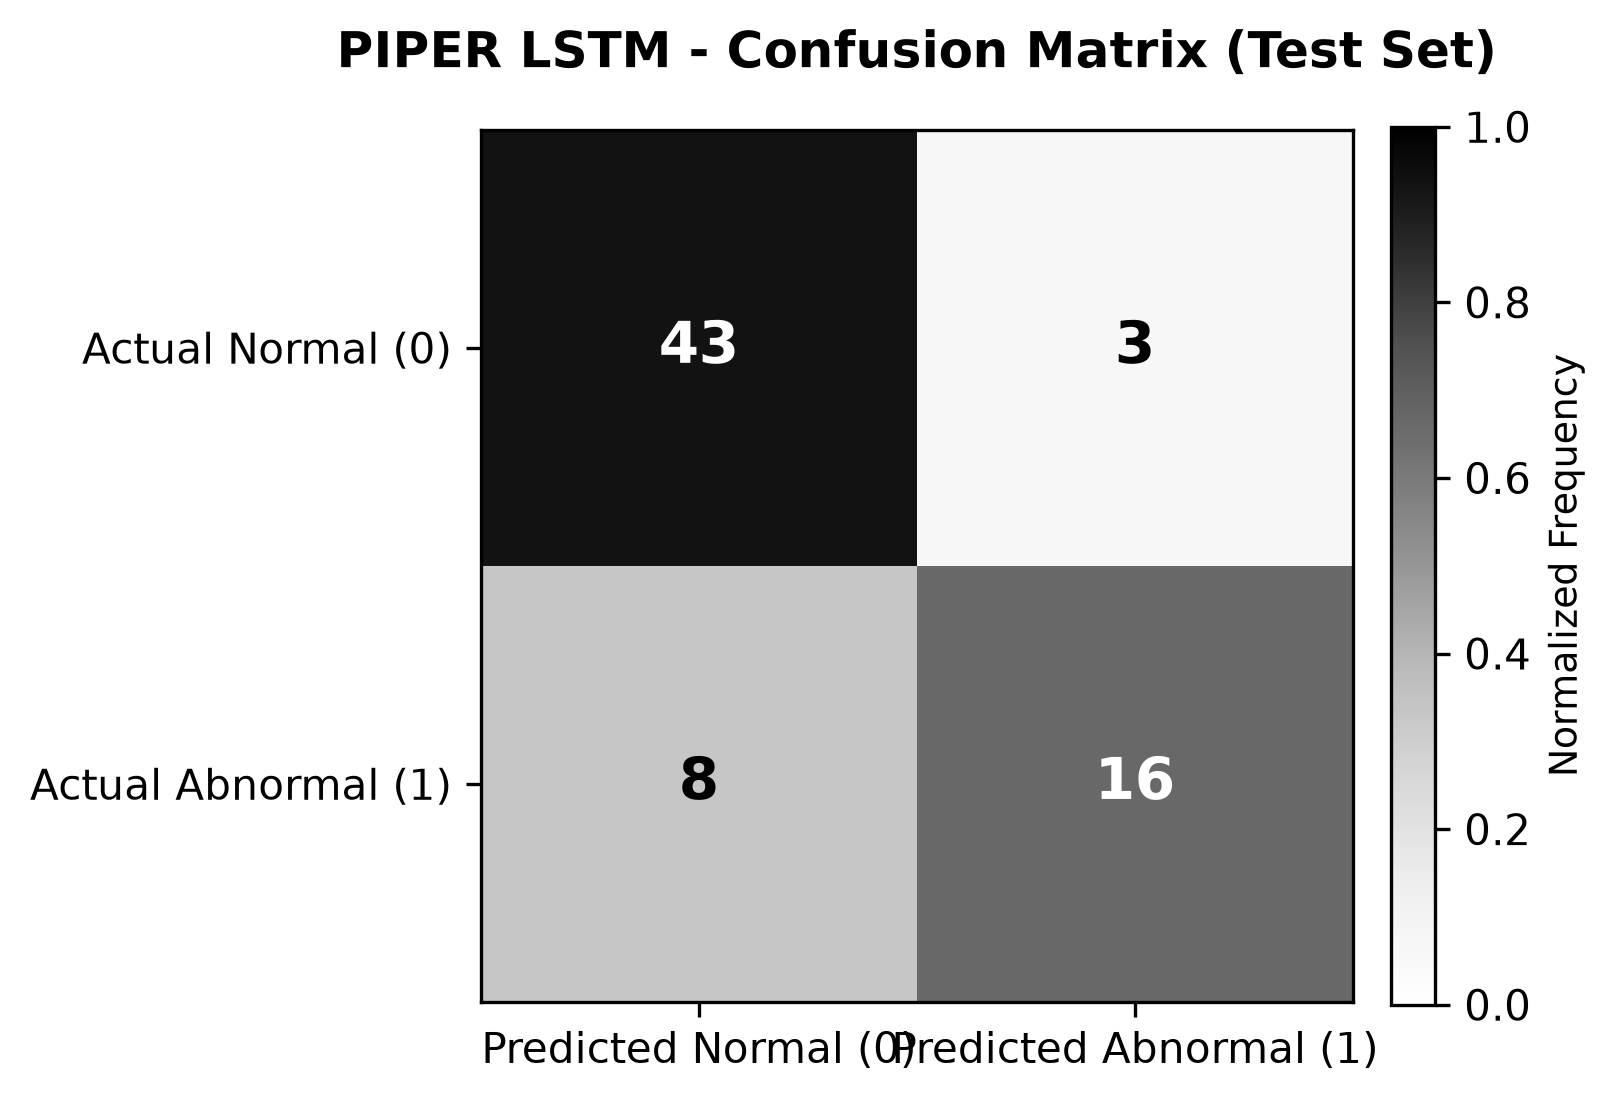 PIPER LSTM - Confusion Matrix (Test Set)
Actual Normal (0)
43
3
Actual Abnormal (1)
8
16
Predicted Normal (0)
Predicted Abnormal (1)
1.0
0.8
0.6
0.4
0.2
0.0
Normalized Frequency